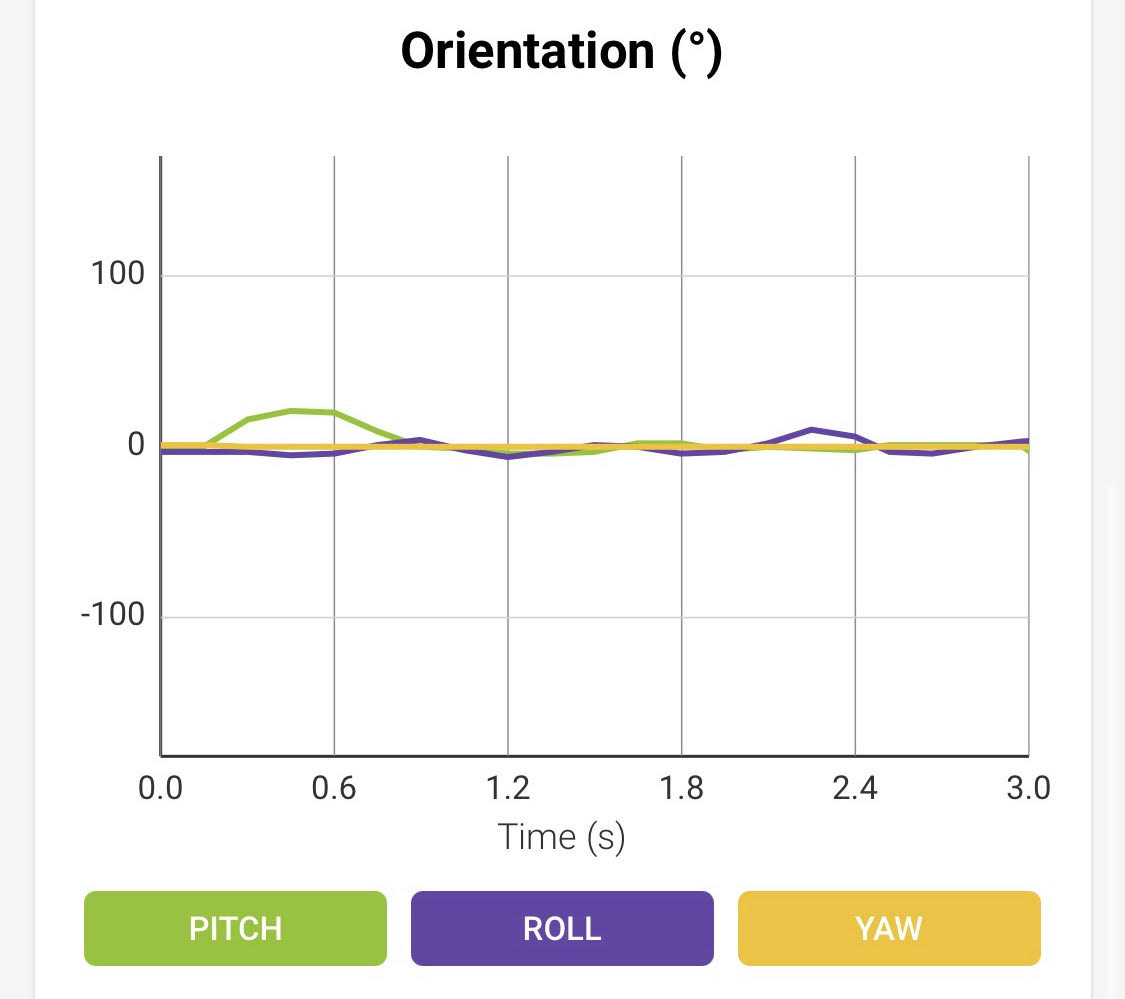 Orientation (°)
100
0
-100
0.0 0.6 1.2 1.8 2.4 3.0
Time (s)
PITCH ROLL YAW